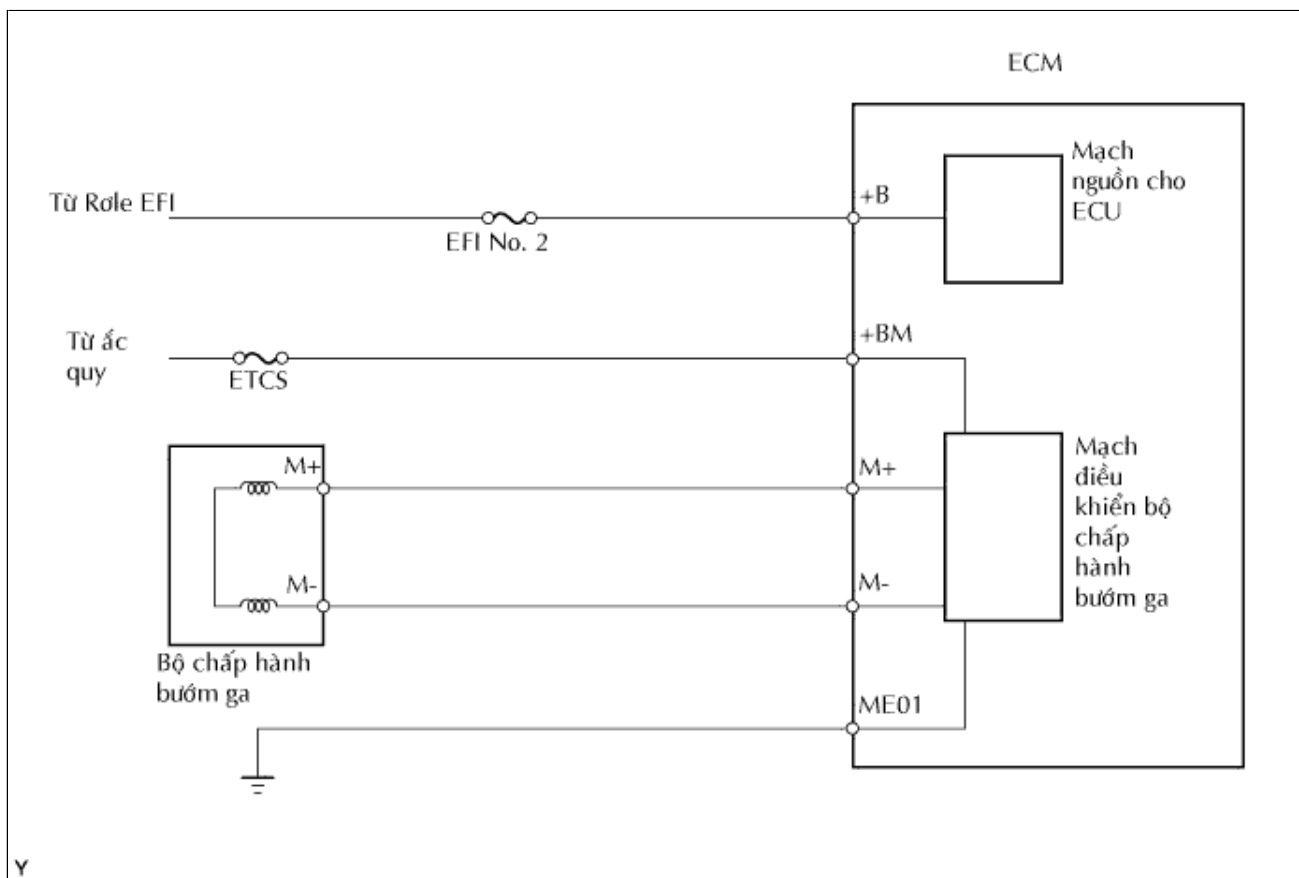 ECM
Từ Rơle EFI
EFI No. 2
+B
Mạch
nguồn cho
ECU
Từ ắc
quy
ETCS
+BM
M+
M-
Bộ chấp hành
bướm ga
M+
M-
Mạch
điều
khiển bộ
chấp
hành
bướm ga
ME01
Y